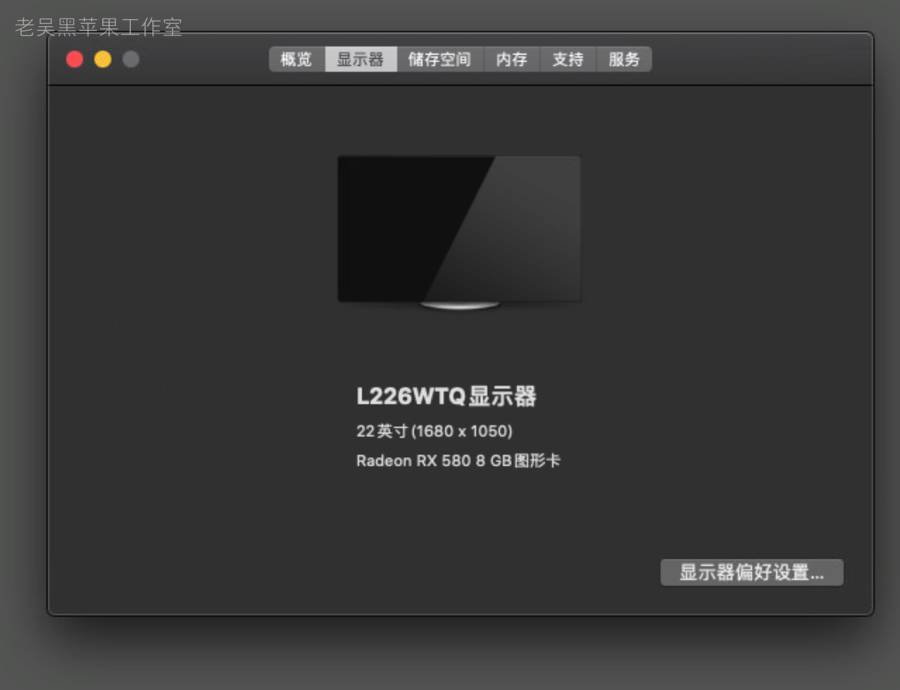 老吴黑苹果工作室
概览 显示器 储存空间 内存 支持 服务
L226WTQ显示器
22英寸 (1680 x 1050)
Radeon RX 580 8 GB图形卡
显示器偏好设置...